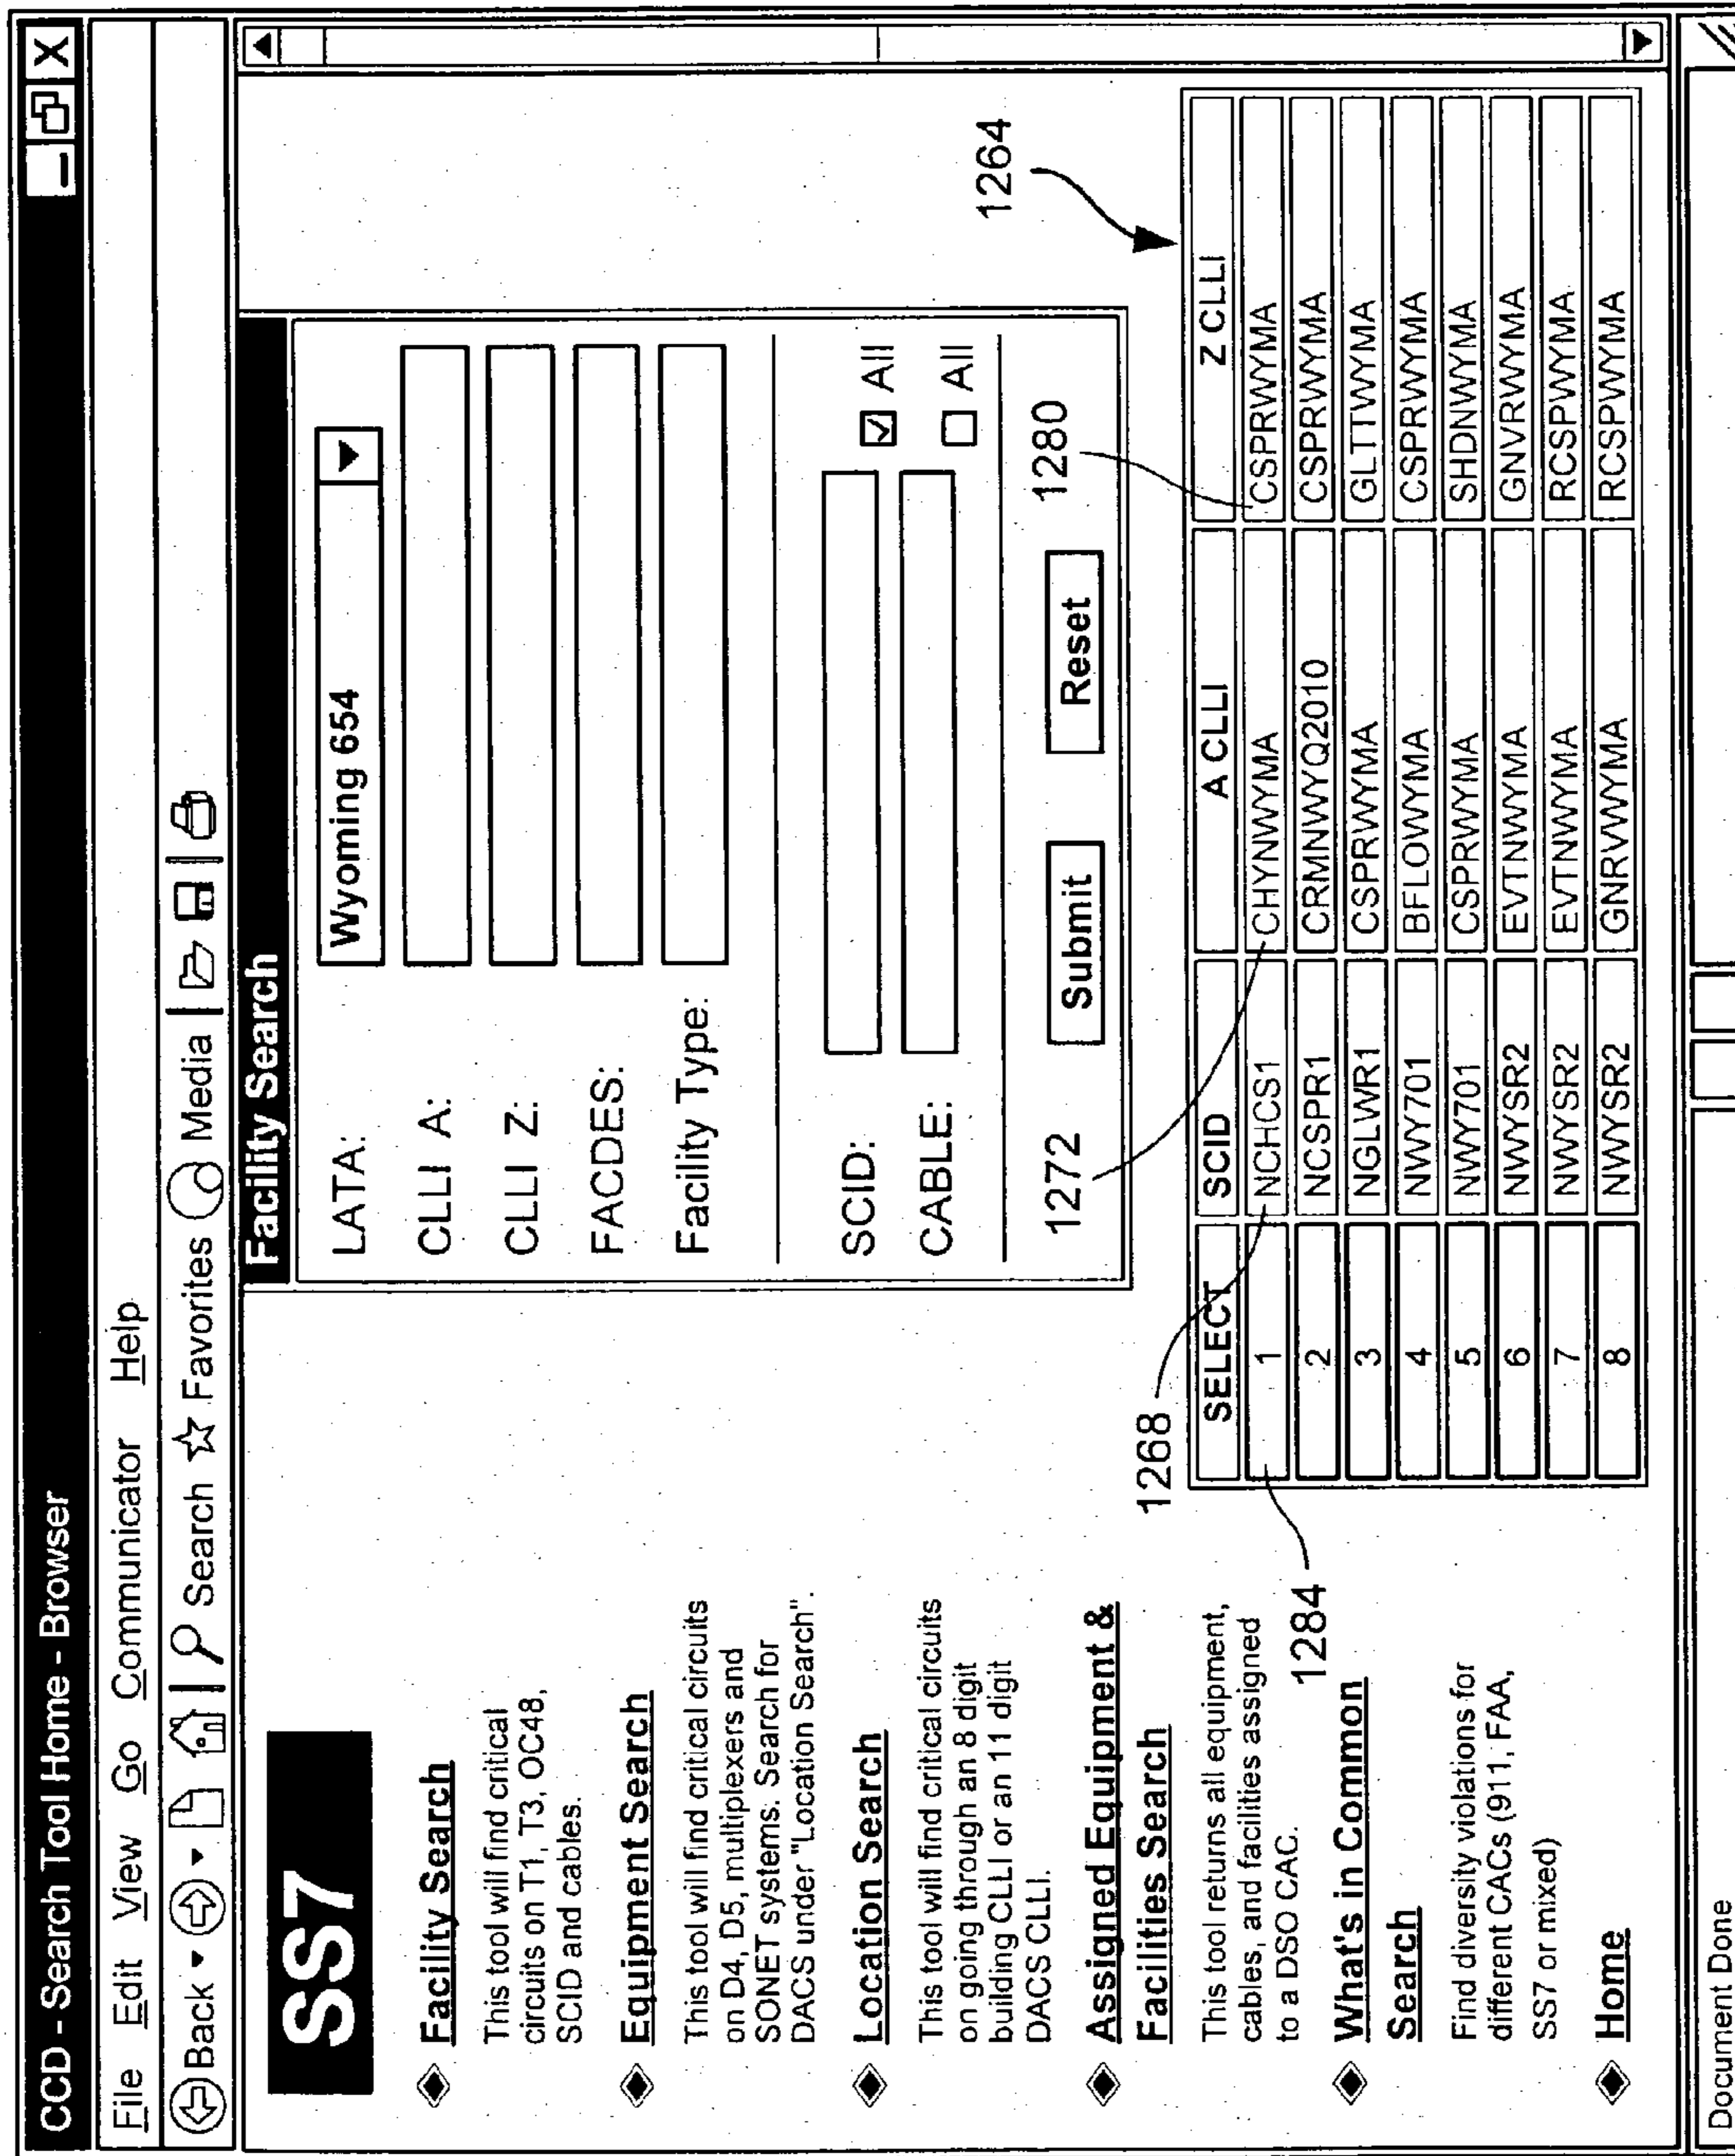 CCD - Search Tool Home - Browser
File Edit View Go Communicator Help
Back Search Favorites Media
SS7
Facility Search
This tool will find critical
circuits on T1, T3, OC48,
SCID and cables.
Equipment Search
This tool will find critical circuits
on D4, D5, multiplexers and
SONET systems. Search for
DACS under "Location Search".
Location Search
This tool will find critical circuits
on going through an 8 digit
building CLLI or an 11 digit
DACS CLLI.
Assigned Equipment &
Facilities Search
This tool returns all equipment,
cables, and facilities assigned
to a DSO CAC.
What's in Common
Search
Find diversity violations for
different CACs (911, FAA,
SS7 or mixed)
Home
Facility Search
LATA: Wyoming 654
CLLI A:
CLLI Z:
FACDES:
Facility Type:
SCID: All
CABLE: All
Submit Reset
1272
1280
1264
1268
1284
SELECT SCID A CLLI Z CLLI
1 NCHCS1 CHYNWYMA CSPRWYMA
2 NCSPR1 CRMNWYQ2010 CSPRWYMA
3 NGLWR1 CSPRWYMA GLTTWYMA
4 NWY701 BFLOWYMA CSPRWYMA
5 NWY701 CSPRWYMA SHDNWYMA
6 NWYSR2 EVTNWYMA GNVRWYMA
7 NWYSR2 EVTNWYMA RCSPWYMA
8 NWYSR2 GNRVWYMA RCSPWYMA
Document Done